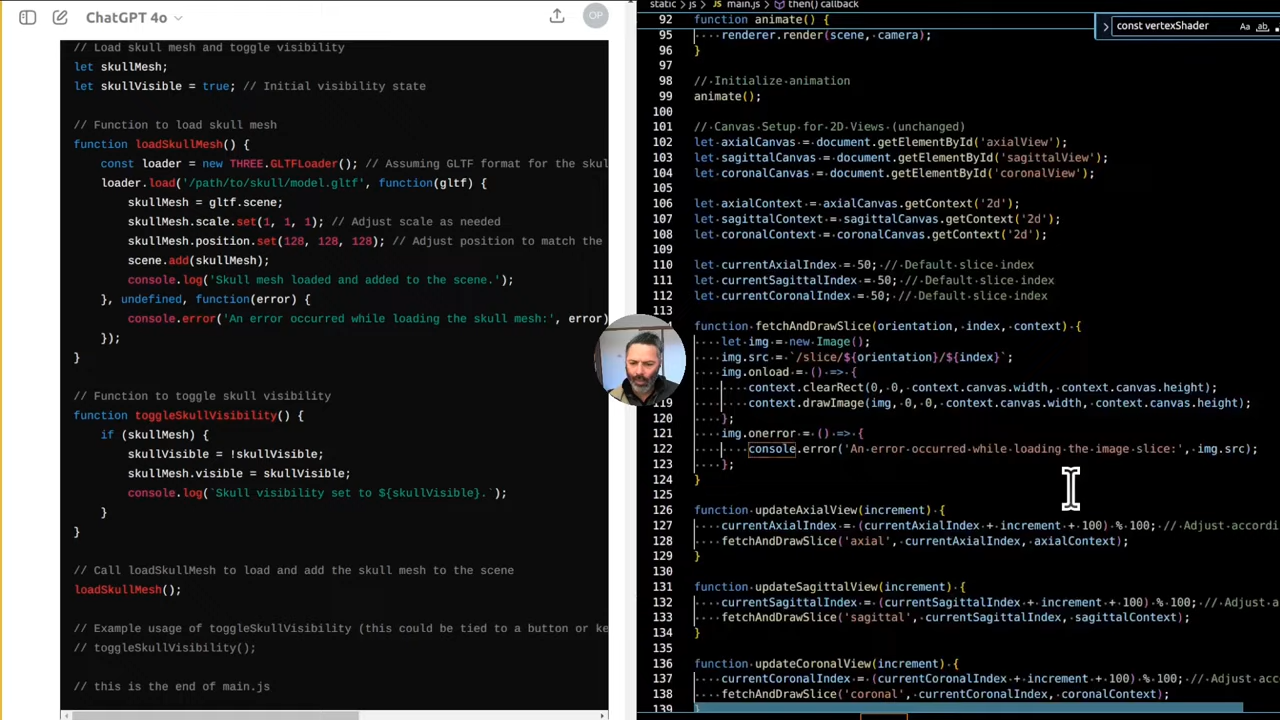 ChatGPT 4o
OP
// Load skull mesh and toggle visibility
let skullMesh;
let skullVisible = true; // Initial visibility state
// Function to load skull mesh
function loadSkullMesh() {
const loader = new THREE.GLTFLoader(); // Assuming GLTF format for the skul
loader.load('/path/to/skull/model.gltf', function(gltf) {
skullMesh = gltf.scene;
skullMesh.scale.set(1, 1, 1); // Adjust scale as needed
skullMesh.position.set(128, 128, 128); // Adjust position to match the
scene.add(skullMesh);
console.log('Skull mesh loaded and added to the scene.');
}, undefined, function(error) {
console.error('An error occurred while loading the skull mesh:', error)
});
}
// Function to toggle skull visibility
function toggleSkullVisibility() {
if (skullMesh) {
skullVisible = !skullVisible;
skullMesh.visible = skullVisible;
console.log(`Skull visibility set to ${skullVisible}.`);
}
}
// Call loadSkullMesh to load and add the skull mesh to the scene
loadSkullMesh();
// Example usage of toggleSkullVisibility (this could be tied to a button or ke
// toggleSkullVisibility();
// this is the end of main.js
static > js > main.js > then() callback
const vertexShader
92 function animate() {
95 renderer.render(scene, camera);
96 }
97
98 // Initialize animation
99 animate();
100
101 // Canvas Setup for 2D Views (unchanged)
102 let axialCanvas = document.getElementById('axialView');
103 let sagittalCanvas = document.getElementById('sagittalView');
104 let coronalCanvas = document.getElementById('coronalView');
105
106 let axialContext = axialCanvas.getContext('2d');
107 let sagittalContext = sagittalCanvas.getContext('2d');
108 let coronalContext = coronalCanvas.getContext('2d');
109
110 let currentAxialIndex = 50; // Default slice index
111 let currentSagittalIndex = 50; // Default slice index
112 let currentCoronalIndex = 50; // Default slice index
113
function fetchAndDrawSlice(orientation, index, context) {
let img = new Image();
img.src = `/slice/${orientation}/${index}`;
img.onload = () => {
context.clearRect(0, 0, context.canvas.width, context.canvas.height);
119 context.drawImage(img, 0, 0, context.canvas.width, context.canvas.height);
120 };
121 img.onerror = () => {
122 console.error('An error occurred while loading the image slice:', img.src);
123 };
124 }
125
126 function updateAxialView(increment) {
127 currentAxialIndex = (currentAxialIndex + increment + 100) % 100; // Adjust accordi
128 fetchAndDrawSlice('axial', currentAxialIndex, axialContext);
129 }
130
131 function updateSagittalView(increment) {
132 currentSagittalIndex = (currentSagittalIndex + increment + 100) % 100; // Adjust a
133 fetchAndDrawSlice('sagittal', currentSagittalIndex, sagittalContext);
134 }
135
136 function updateCoronalView(increment) {
137 currentCoronalIndex = (currentCoronalIndex + increment + 100) % 100; // Adjust acc
138 fetchAndDrawSlice('coronal', currentCoronalIndex, coronalContext);
139 }